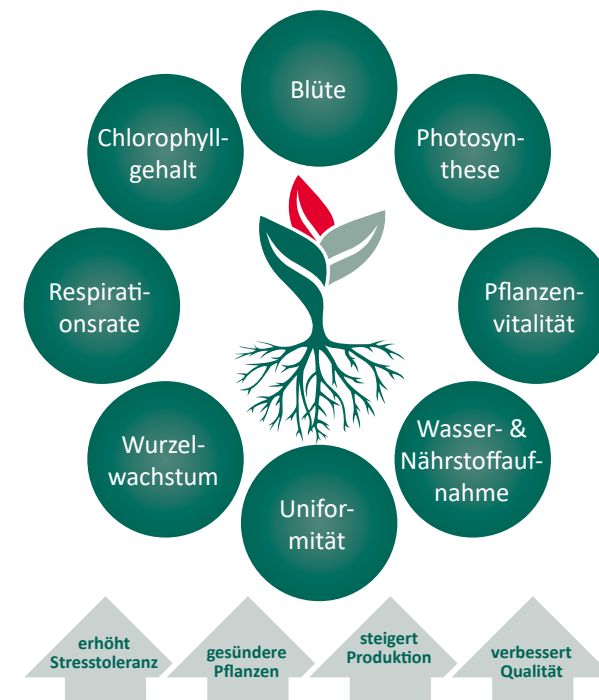 Blüte
Chlorophyll-
gehalt
Photosyn-
these
Respirati-
onsrate
Pflanzen-
vitalität
Wurzel-
wachstum
Wasser- &
Nährstoffauf-
nahme
Unifor-
mität
erhöht
Stresstoleranz
gesündere
Pflanzen
steigert
Produktion
verbessert
Qualität